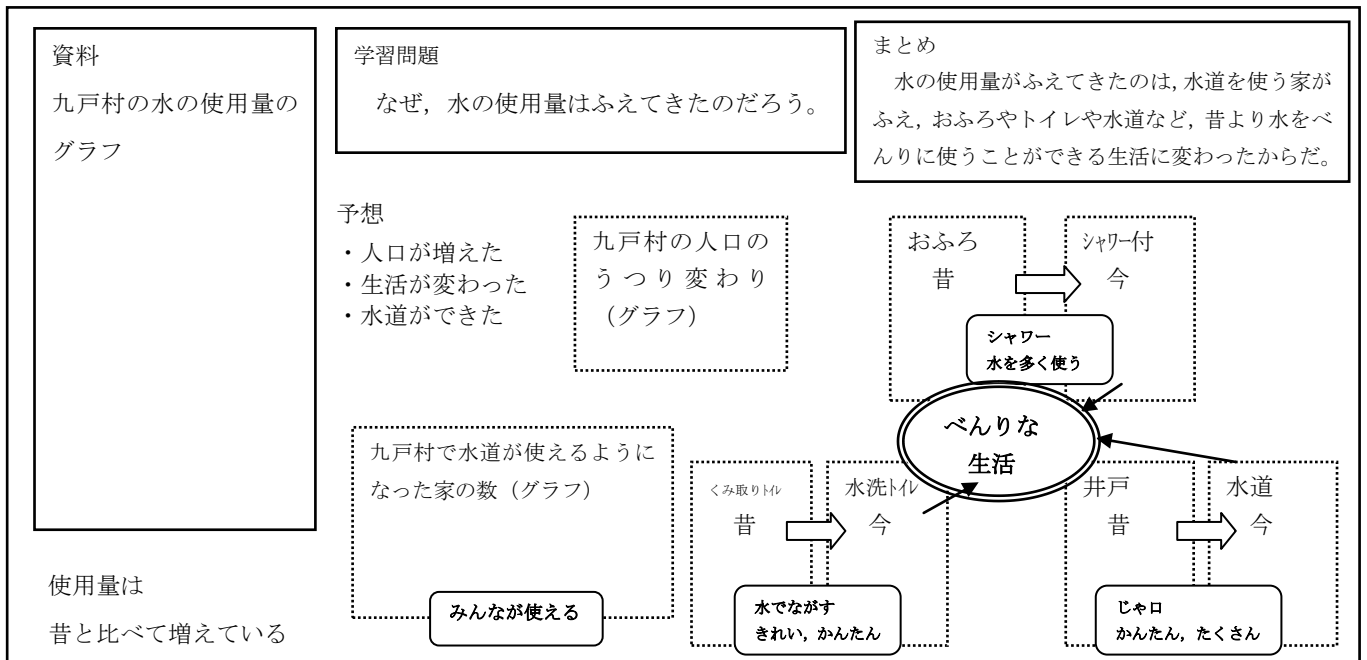 資料
九戸村の水の使用量の
グラフ
使用量は
昔と比べて増えている
学習問題
なぜ，水の使用量はふえてきたのだろう。
予想
・人口が増えた
・生活が変わった
・水道ができた
九戸村の人口の
うつり変わり
（グラフ）
九戸村で水道が使えるように
なった家の数（グラフ）
みんなが使える
まとめ
水の使用量がふえてきたのは，水道を使う家が
ふえ，おふろやトイレや水道など，昔より水をべ
んりに使うことができる生活に変わったからだ。
おふろ
昔
シャワー付
今
シャワー
水を多く使う
べんりな
生活
くみ取りトイレ
昔
水洗トイレ
今
水でながす
きれい，かんたん
井戸
昔
水道
今
じゃ口
かんたん，たくさん